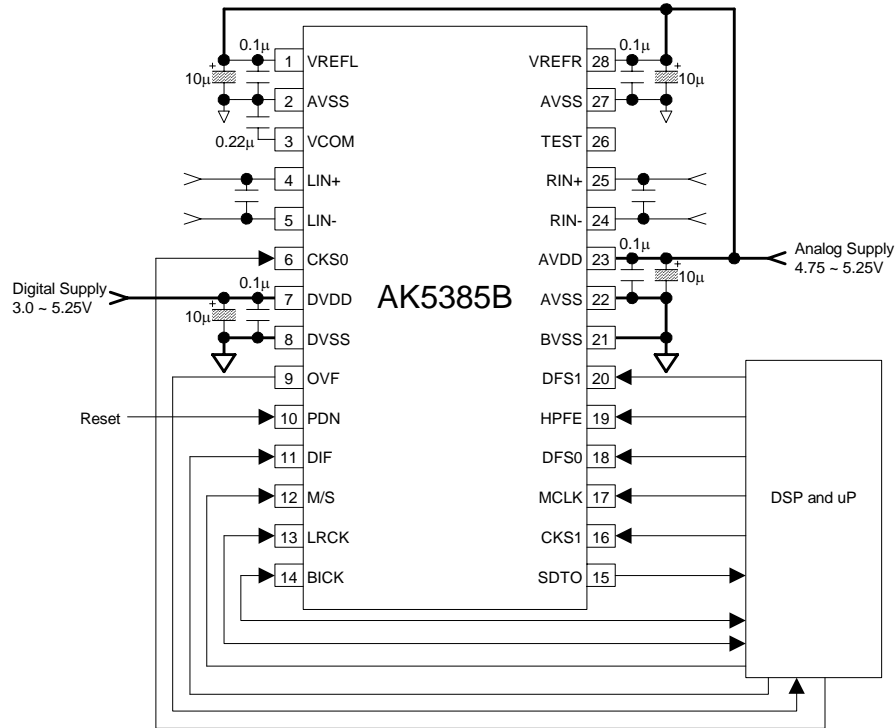 0.1μ
10μ
+
1 VREFL
2 AVSS
0.22μ
3 VCOM
4 LIN+
5 LIN-
6 CKS0
Digital Supply
3.0 ~ 5.25V
0.1μ
10μ
+
7 DVDD
8 DVSS
9 OVF
Reset
10 PDN
11 DIF
12 M/S
13 LRCK
14 BICK
AK5385B
VREFR 28
0.1μ
10μ
+
AVSS 27
TEST 26
RIN+ 25
RIN- 24
AVDD 23
0.1μ
10μ
+
Analog Supply
4.75 ~ 5.25V
AVSS 22
BVSS 21
DFS1 20
HPFE 19
DFS0 18
MCLK 17
CKS1 16
SDTO 15
DSP and uP